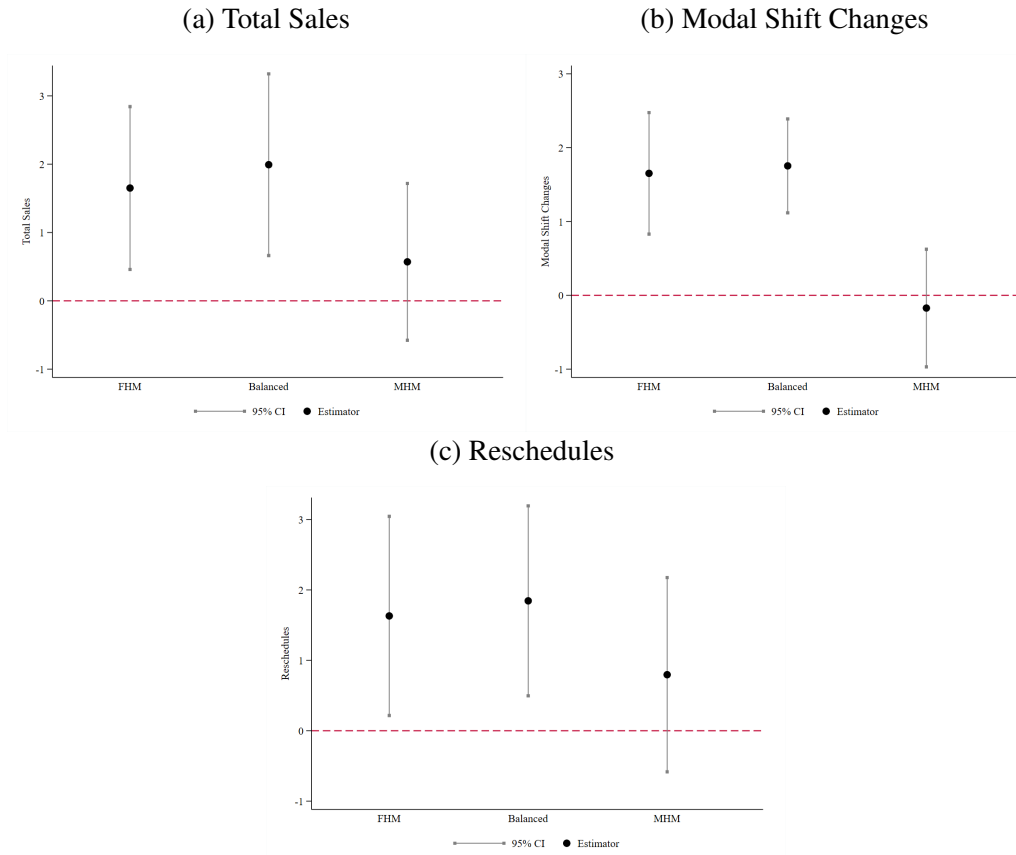 (a) Total Sales
3
2
1
0
-1
Total Sales
FHM Balanced MHM
95% CI Estimator
(b) Modal Shift Changes
3
2
1
0
-1
Modal Shift Changes
FHM Balanced MHM
95% CI Estimator
(c) Reschedules
3
2
1
0
-1
Reschedules
FHM Balanced MHM
95% CI Estimator